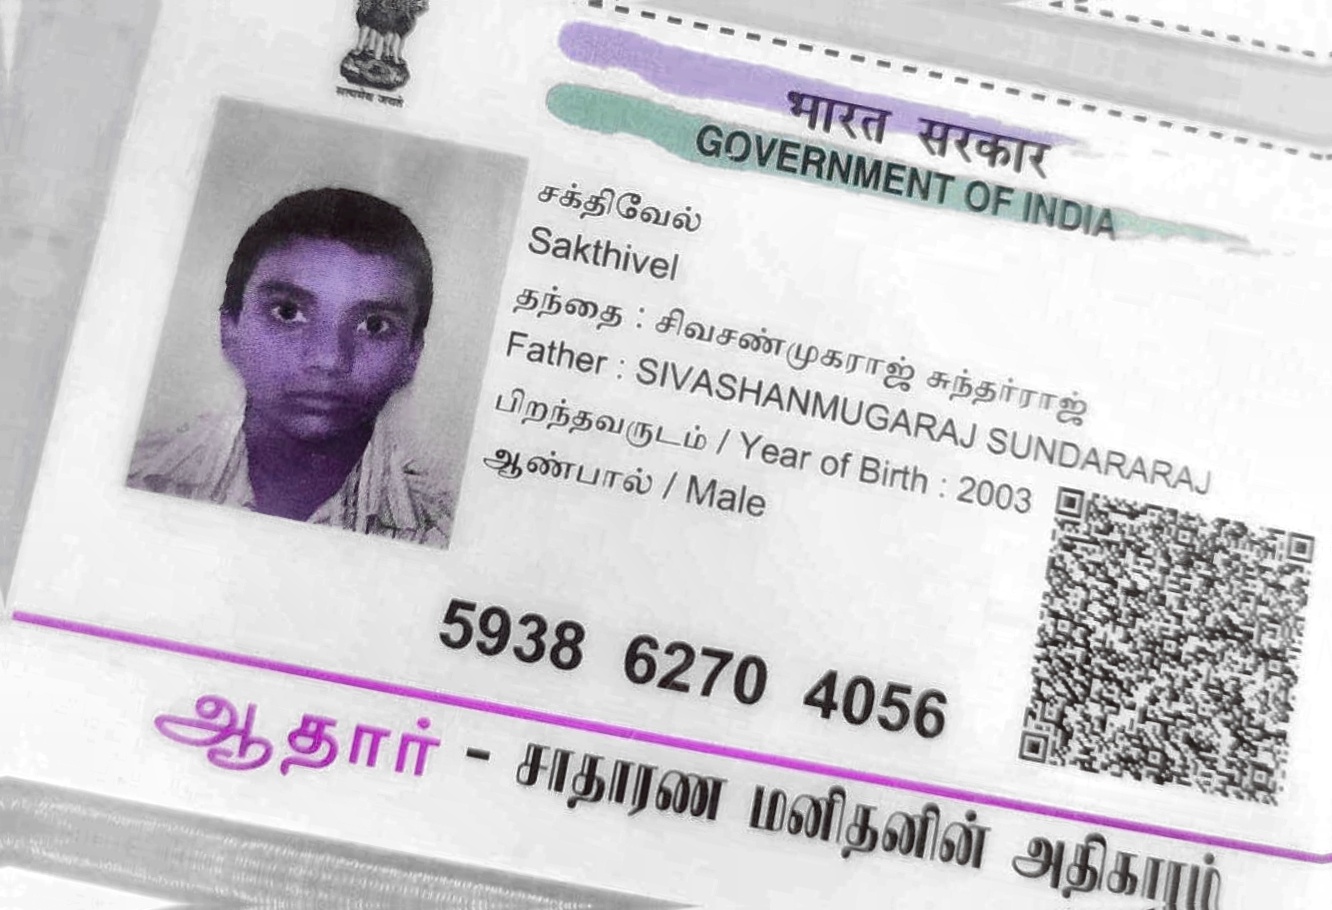 सत्यमेव जयते
भारत सरकार
GOVERNMENT OF INDIA
சக்திவேல்
Sakthivel
தந்தை : சிவசண்முகராஜ் சுந்தர்ராஜ்
Father : SIVASHANMUGARAJ SUNDARARAJ
பிறந்தவருடம் / Year of Birth : 2003
ஆண்பால் / Male
5938 6270 4056
ஆதார் - சாதாரண மனிதனின் அதிகாரம்